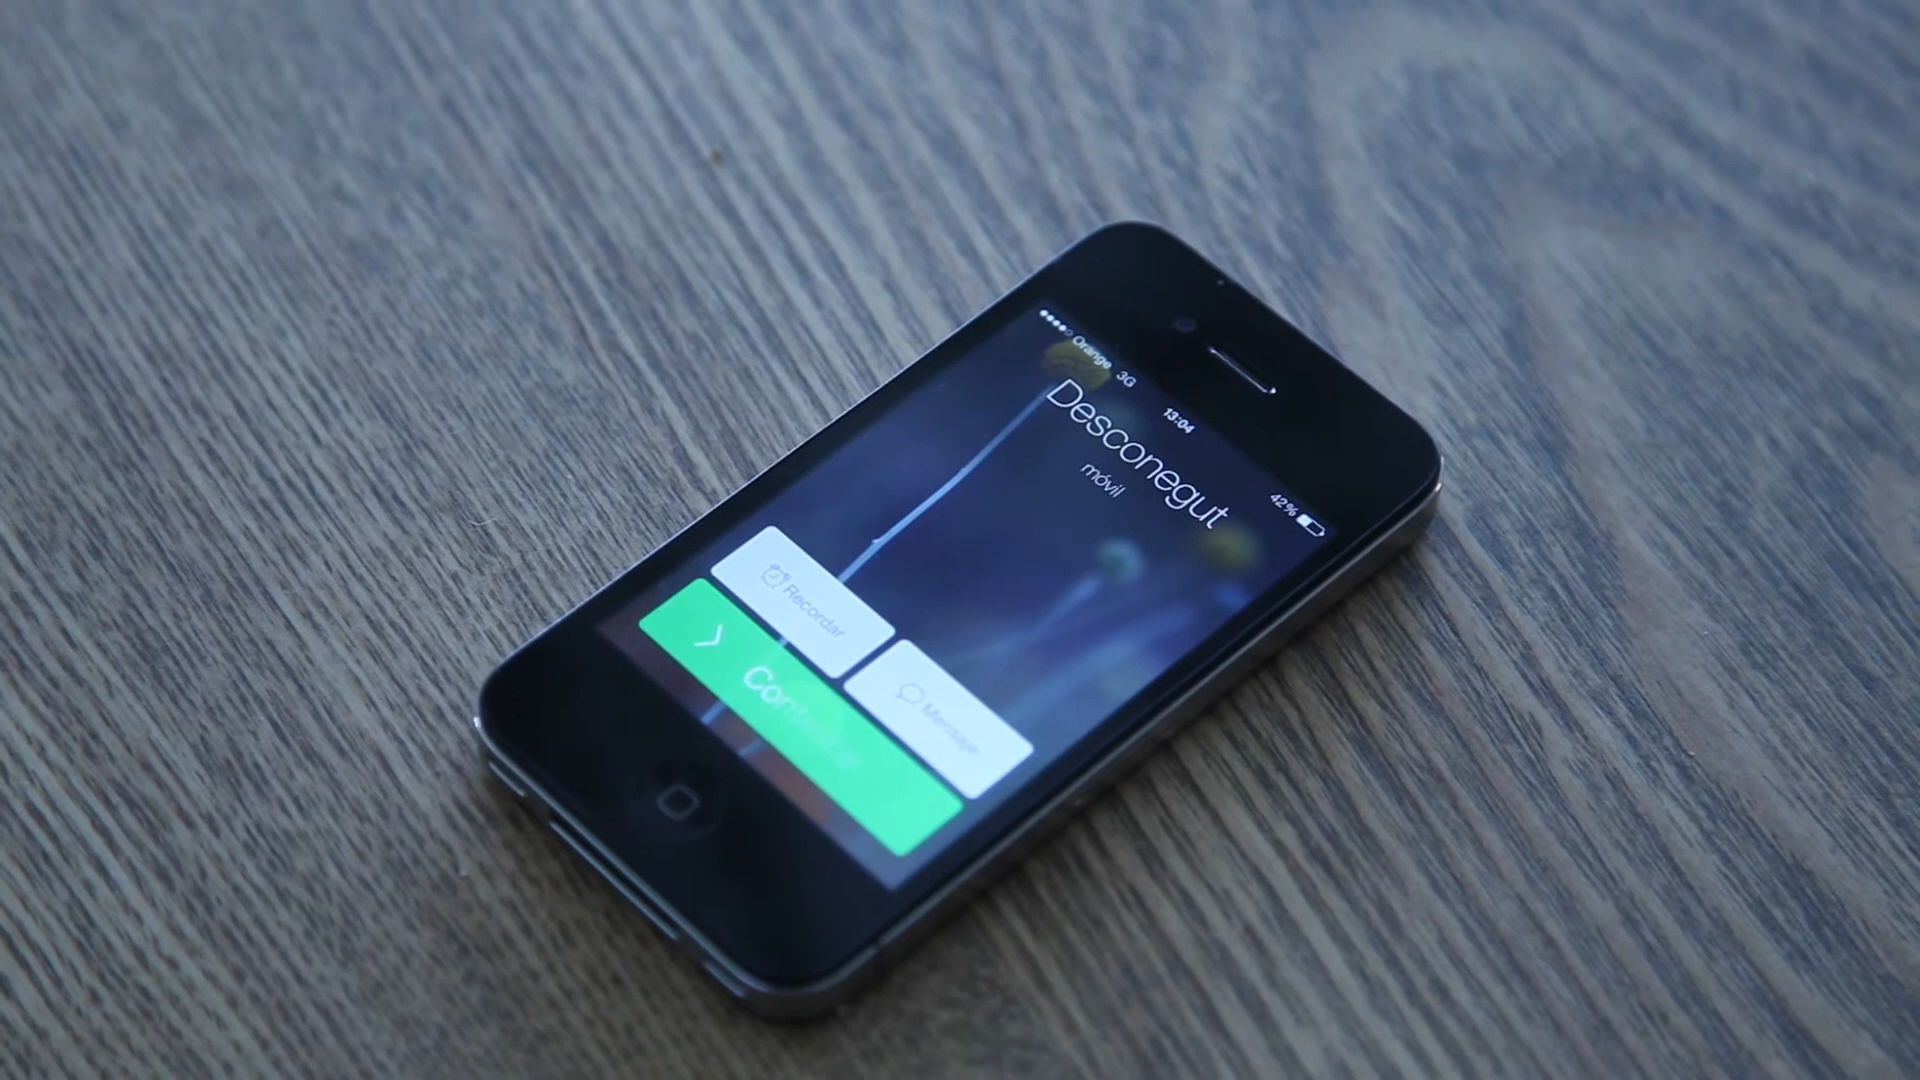 Orange 3G 13:04 42%
Desconegut
móvil
Recordar
Mensaje